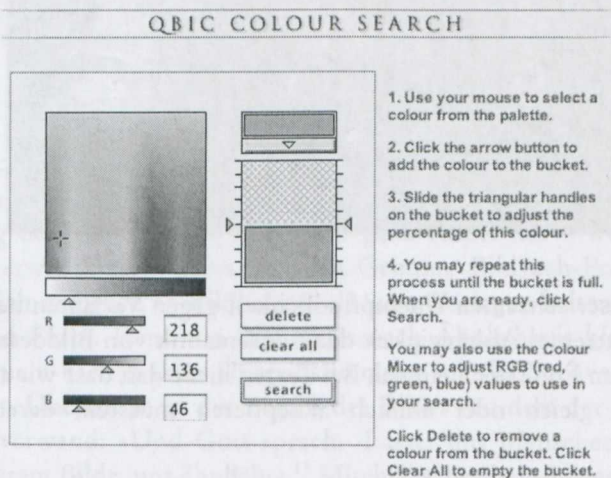 QBIC COLOUR SEARCH
1. Use your mouse to select a
colour from the palette.
2. Click the arrow button to
add the colour to the bucket.
3. Slide the triangular handles
on the bucket to adjust the
percentage of this colour.
4. You may repeat this
process until the bucket is full.
When you are ready, click
Search.
You may also use the Colour
Mixer to adjust RGB (red,
green, blue) values to use in
your search.
Click Delete to remove a
colour from the bucket. Click
Clear All to empty the bucket.
R
218
G
136
B
46
delete
clear all
search